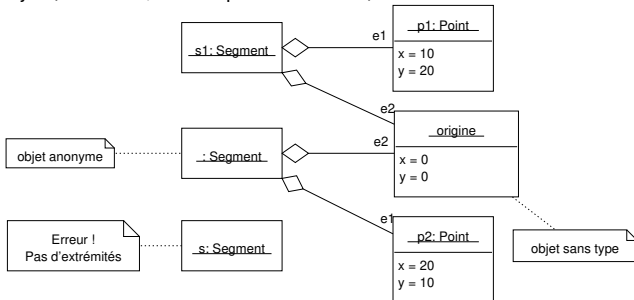 e1
p1: Point
x = 10
y = 20
s1: Segment
e2
origine
x = 0
y = 0
objet anonyme
: Segment
e2
Erreur !
Pas d'extrémités
s: Segment
e1
p2: Point
x = 20
y = 10
objet sans type